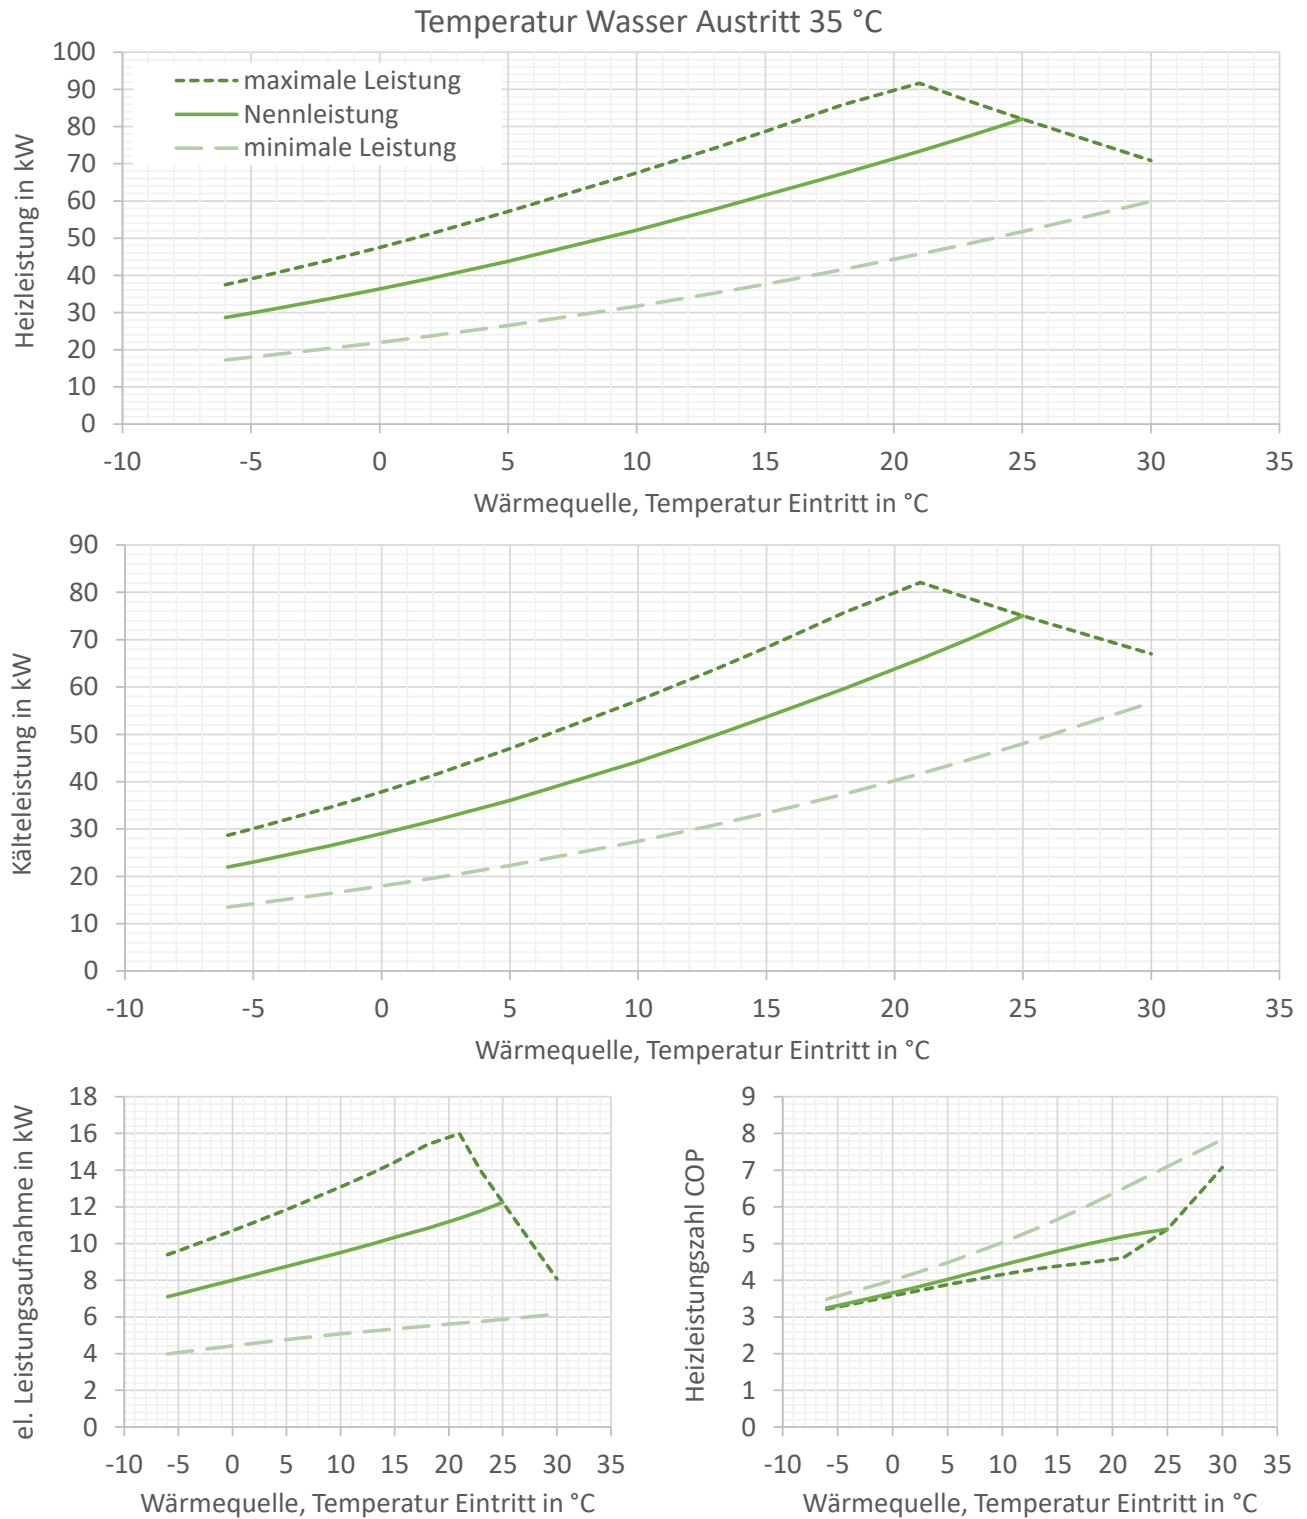 Temperatur Wasser Austritt 35 °C
Heizleistung in kW
100
90
80
70
60
50
40
30
20
10
0
maximale Leistung
Nennleistung
minimale Leistung
-10 -5 0 5 10 15 20 25 30 35
Wärmequelle, Temperatur Eintritt in °C
Kälteleistung in kW
90
80
70
60
50
40
30
20
10
0
-10 -5 0 5 10 15 20 25 30 35
Wärmequelle, Temperatur Eintritt in °C
el. Leistungsaufnahme in kW
18
16
14
12
10
8
6
4
2
0
-10 -5 0 5 10 15 20 25 30 35
Wärmequelle, Temperatur Eintritt in °C
Heizleistungszahl COP
9
8
7
6
5
4
3
2
1
0
-10 -5 0 5 10 15 20 25 30 35
Wärmequelle, Temperatur Eintritt in °C